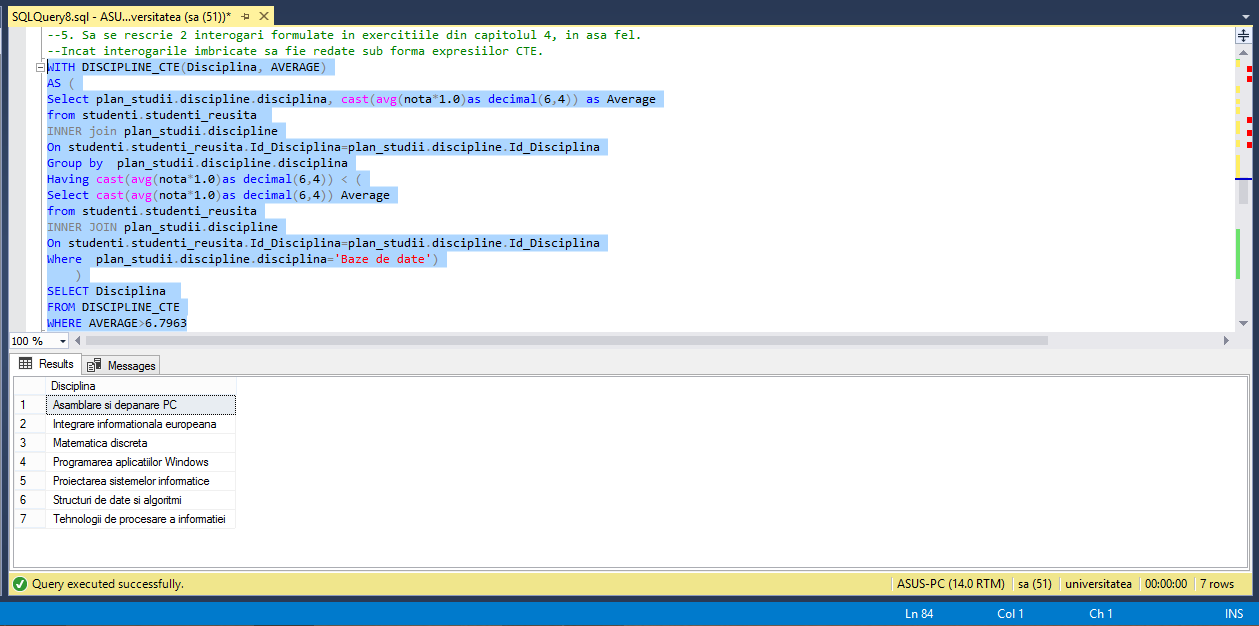 SQLQuery8.sql - ASU...versitatea (sa (51))*
--5. Sa se rescrie 2 interogari formulate in exercitiile din capitolul 4, in asa fel.
--Incat interogarile imbricate sa fie redate sub forma expresiilor CTE.
WITH DISCIPLINE_CTE(Disciplina, AVERAGE)
AS (
Select plan_studii.discipline.disciplina, cast(avg(nota*1.0)as decimal(6,4)) as Average
from studenti.studenti_reusita
INNER join plan_studii.discipline
On studenti.studenti_reusita.Id_Disciplina=plan_studii.discipline.Id_Disciplina
Group by  plan_studii.discipline.disciplina
Having cast(avg(nota*1.0)as decimal(6,4)) < (
Select cast(avg(nota*1.0)as decimal(6,4)) Average
from studenti.studenti_reusita
INNER JOIN plan_studii.discipline
On studenti.studenti_reusita.Id_Disciplina=plan_studii.discipline.Id_Disciplina
Where  plan_studii.discipline.disciplina='Baze de date')
)
SELECT Disciplina
FROM DISCIPLINE_CTE
WHERE AVERAGE>6.7963
100 %
Results Messages
Disciplina
1 Asamblare si depanare PC
2 Integrare informationala europeana
3 Matematica discreta
4 Programarea aplicatiilor Windows
5 Proiectarea sistemelor informatice
6 Structuri de date si algoritmi
7 Tehnologii de procesare a informatiei
Query executed successfully. ASUS-PC (14.0 RTM) sa (51) universitatea 00:00:00 7 rows
Ln 84 Col 1 Ch 1 INS